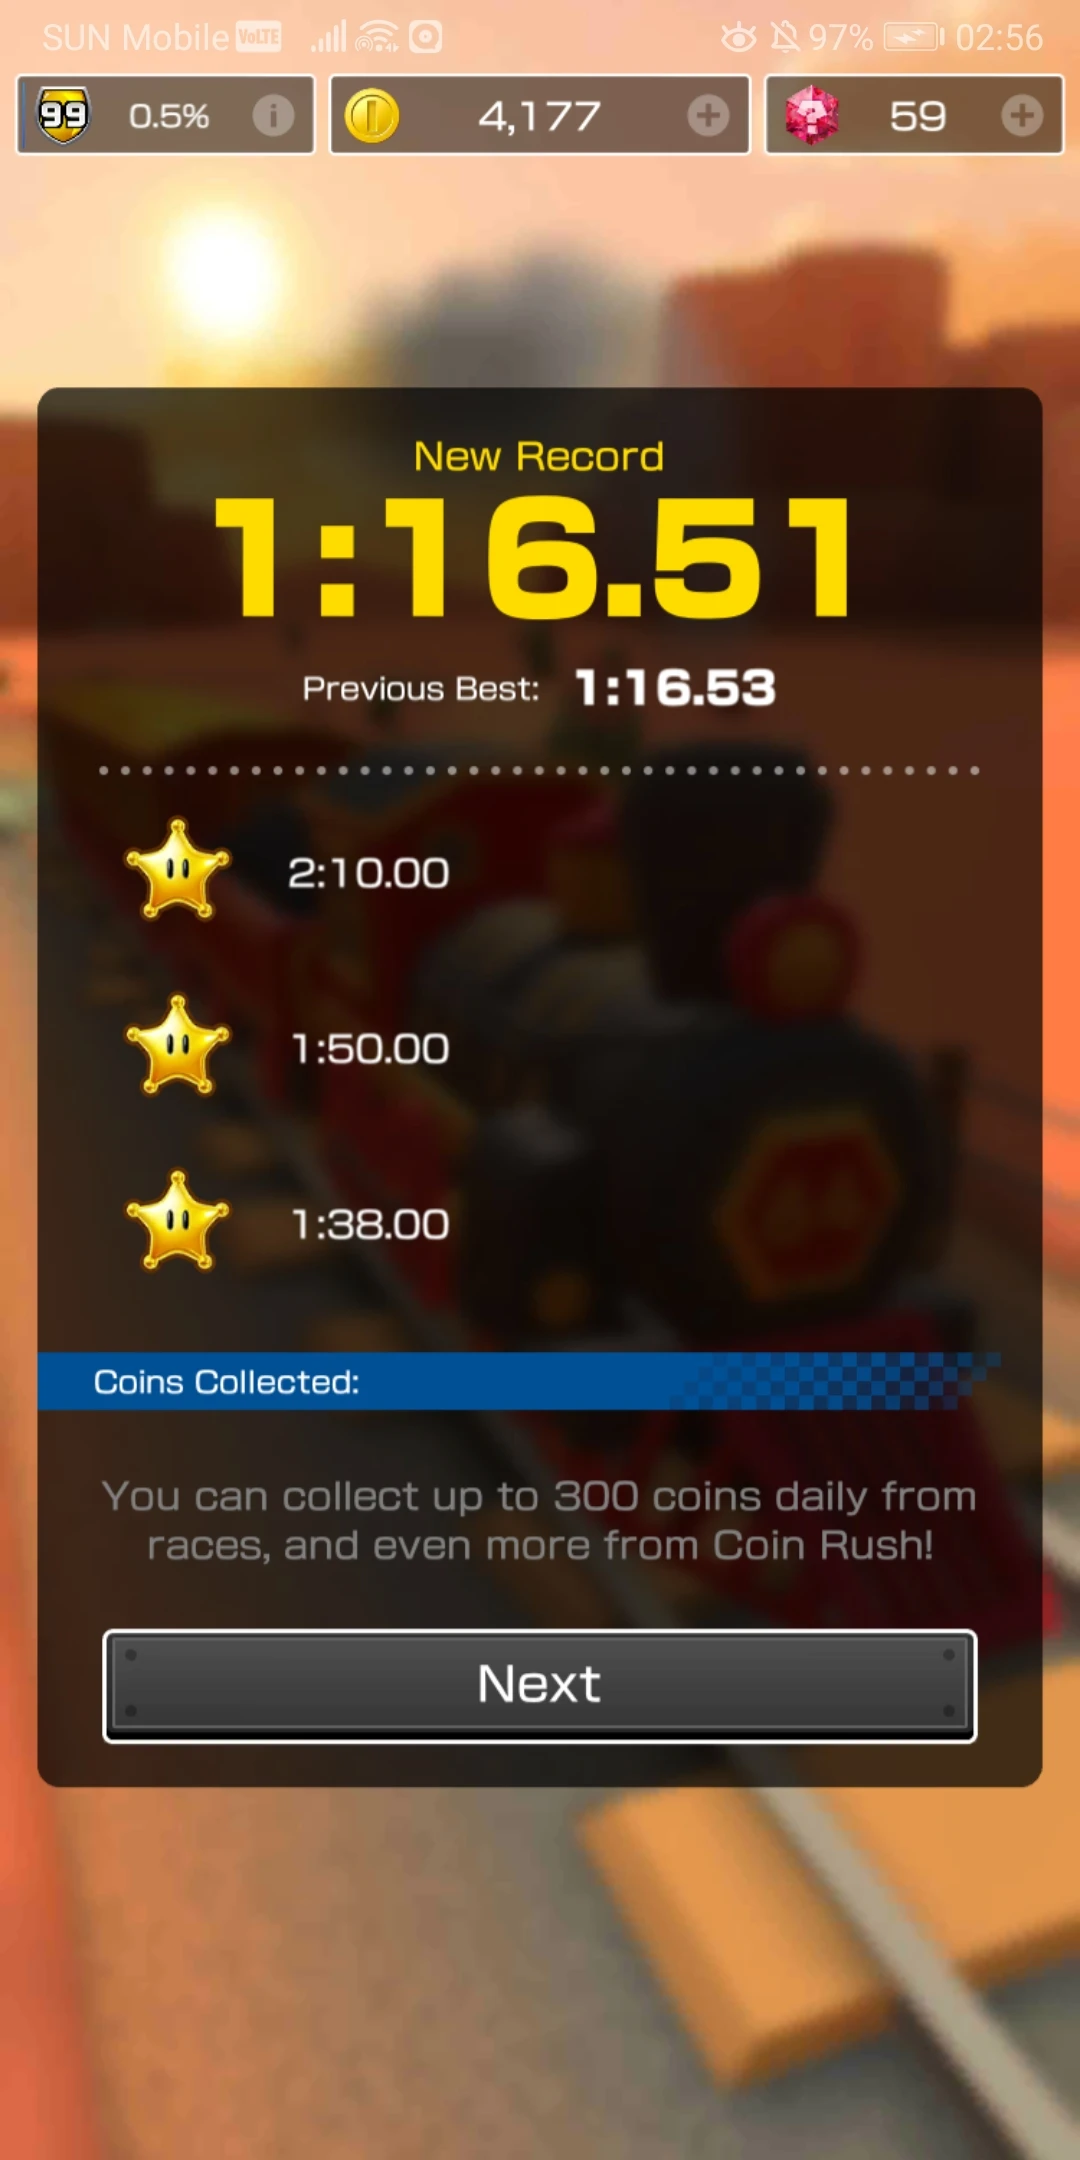 SUN Mobile VoLTE 97% 02:56
99 0.5% i 4,177 + ? 59 +
New Record
1:16.51
Previous Best: 1:16.53
2:10.00
1:50.00
1:38.00
Coins Collected:
You can collect up to 300 coins daily from
races, and even more from Coin Rush!
Next